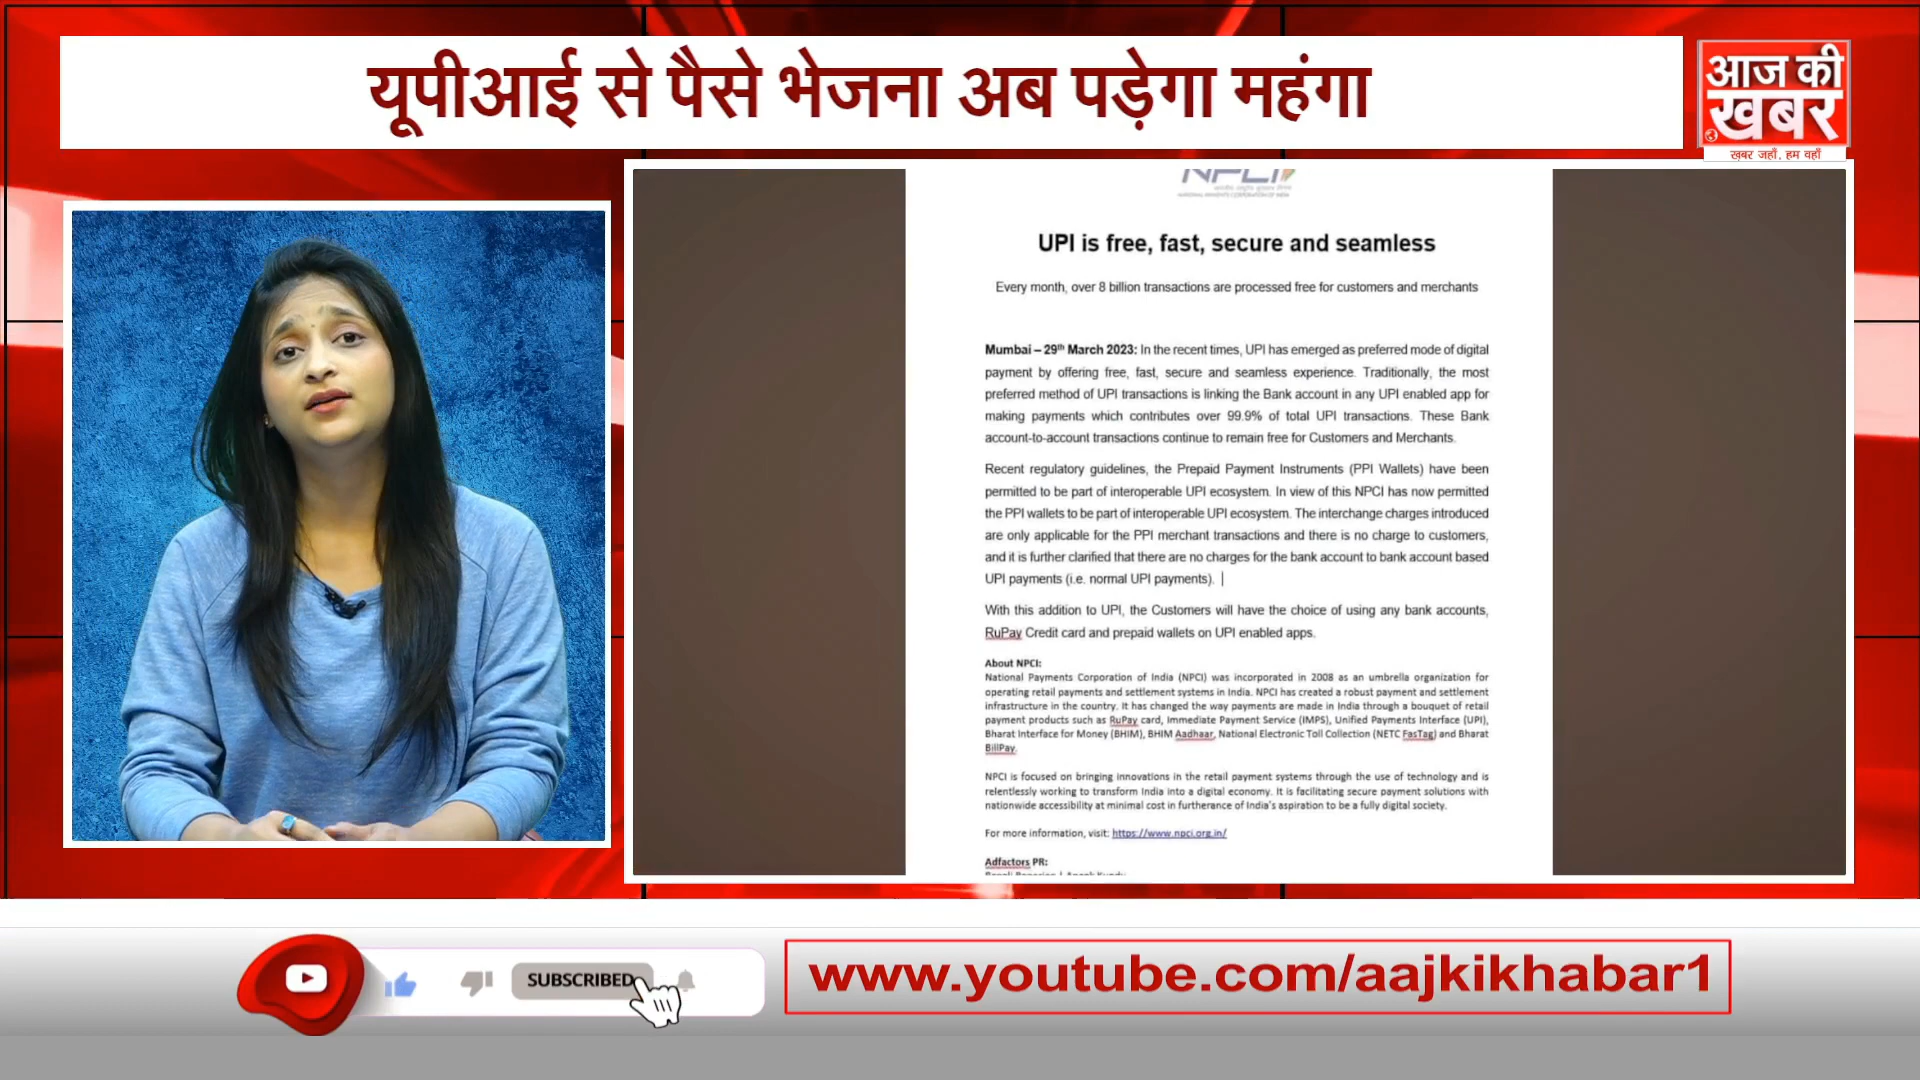 यूपीआई से पैसे भेजना अब पड़ेगा महंगा
आज की
खबर
खबर जहाँ, हम वहाँ
NPCI
NATIONAL PAYMENTS CORPORATION OF INDIA
UPI is free, fast, secure and seamless
Every month, over 8 billion transactions are processed free for customers and merchants
Mumbai – 29th March 2023: In the recent times, UPI has emerged as preferred mode of digital
payment by offering free, fast, secure and seamless experience. Traditionally, the most
preferred method of UPI transactions is linking the Bank account in any UPI enabled app for
making payments which contributes over 99.9% of total UPI transactions. These Bank
account-to-account transactions continue to remain free for Customers and Merchants.
Recent regulatory guidelines, the Prepaid Payment Instruments (PPI Wallets) have been
permitted to be part of interoperable UPI ecosystem. In view of this NPCI has now permitted
the PPI wallets to be part of interoperable UPI ecosystem. The interchange charges introduced
are only applicable for the PPI merchant transactions and there is no charge to customers,
and it is further clarified that there are no charges for the bank account to bank account based
UPI payments (i.e. normal UPI payments).
With this addition to UPI, the Customers will have the choice of using any bank accounts,
RuPay Credit card and prepaid wallets on UPI enabled apps.
About NPCI:
National Payments Corporation of India (NPCI) was incorporated in 2008 as an umbrella organization for
operating retail payments and settlement systems in India. NPCI has created a robust payment and settlement
infrastructure in the country. It has changed the way payments are made in India through a bouquet of retail
payment products such as RuPay card, Immediate Payment Service (IMPS), Unified Payments Interface (UPI),
Bharat Interface for Money (BHIM), BHIM Aadhaar, National Electronic Toll Collection (NETC FasTag) and Bharat
BillPay.
NPCI is focused on bringing innovations in the retail payment systems through the use of technology and is
relentlessly working to transform India into a digital economy. It is facilitating secure payment solutions with
nationwide accessibility at minimal cost in furtherance of India's aspiration to be a fully digital society.
For more information, visit: https://www.npci.org.in/
Adfactors PR:
SUBSCRIBED
www.youtube.com/aajkikhabar1